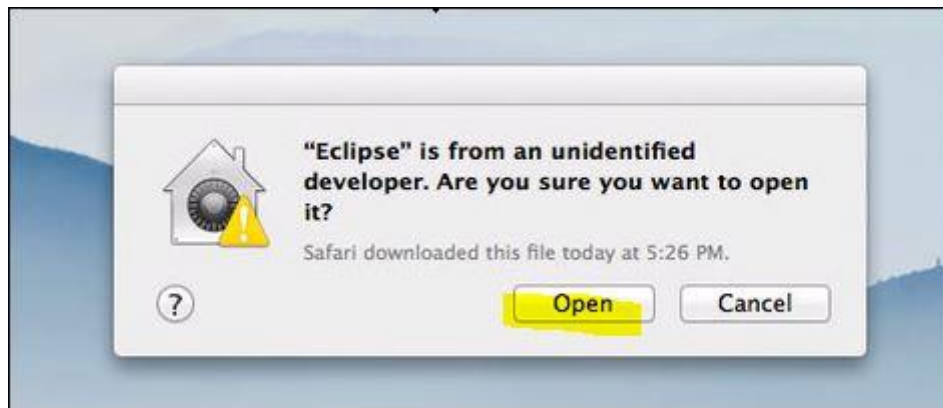 “Eclipse” is from an unidentified
developer. Are you sure you want to open
it?
Safari downloaded this file today at 5:26 PM.
?
Open
Cancel